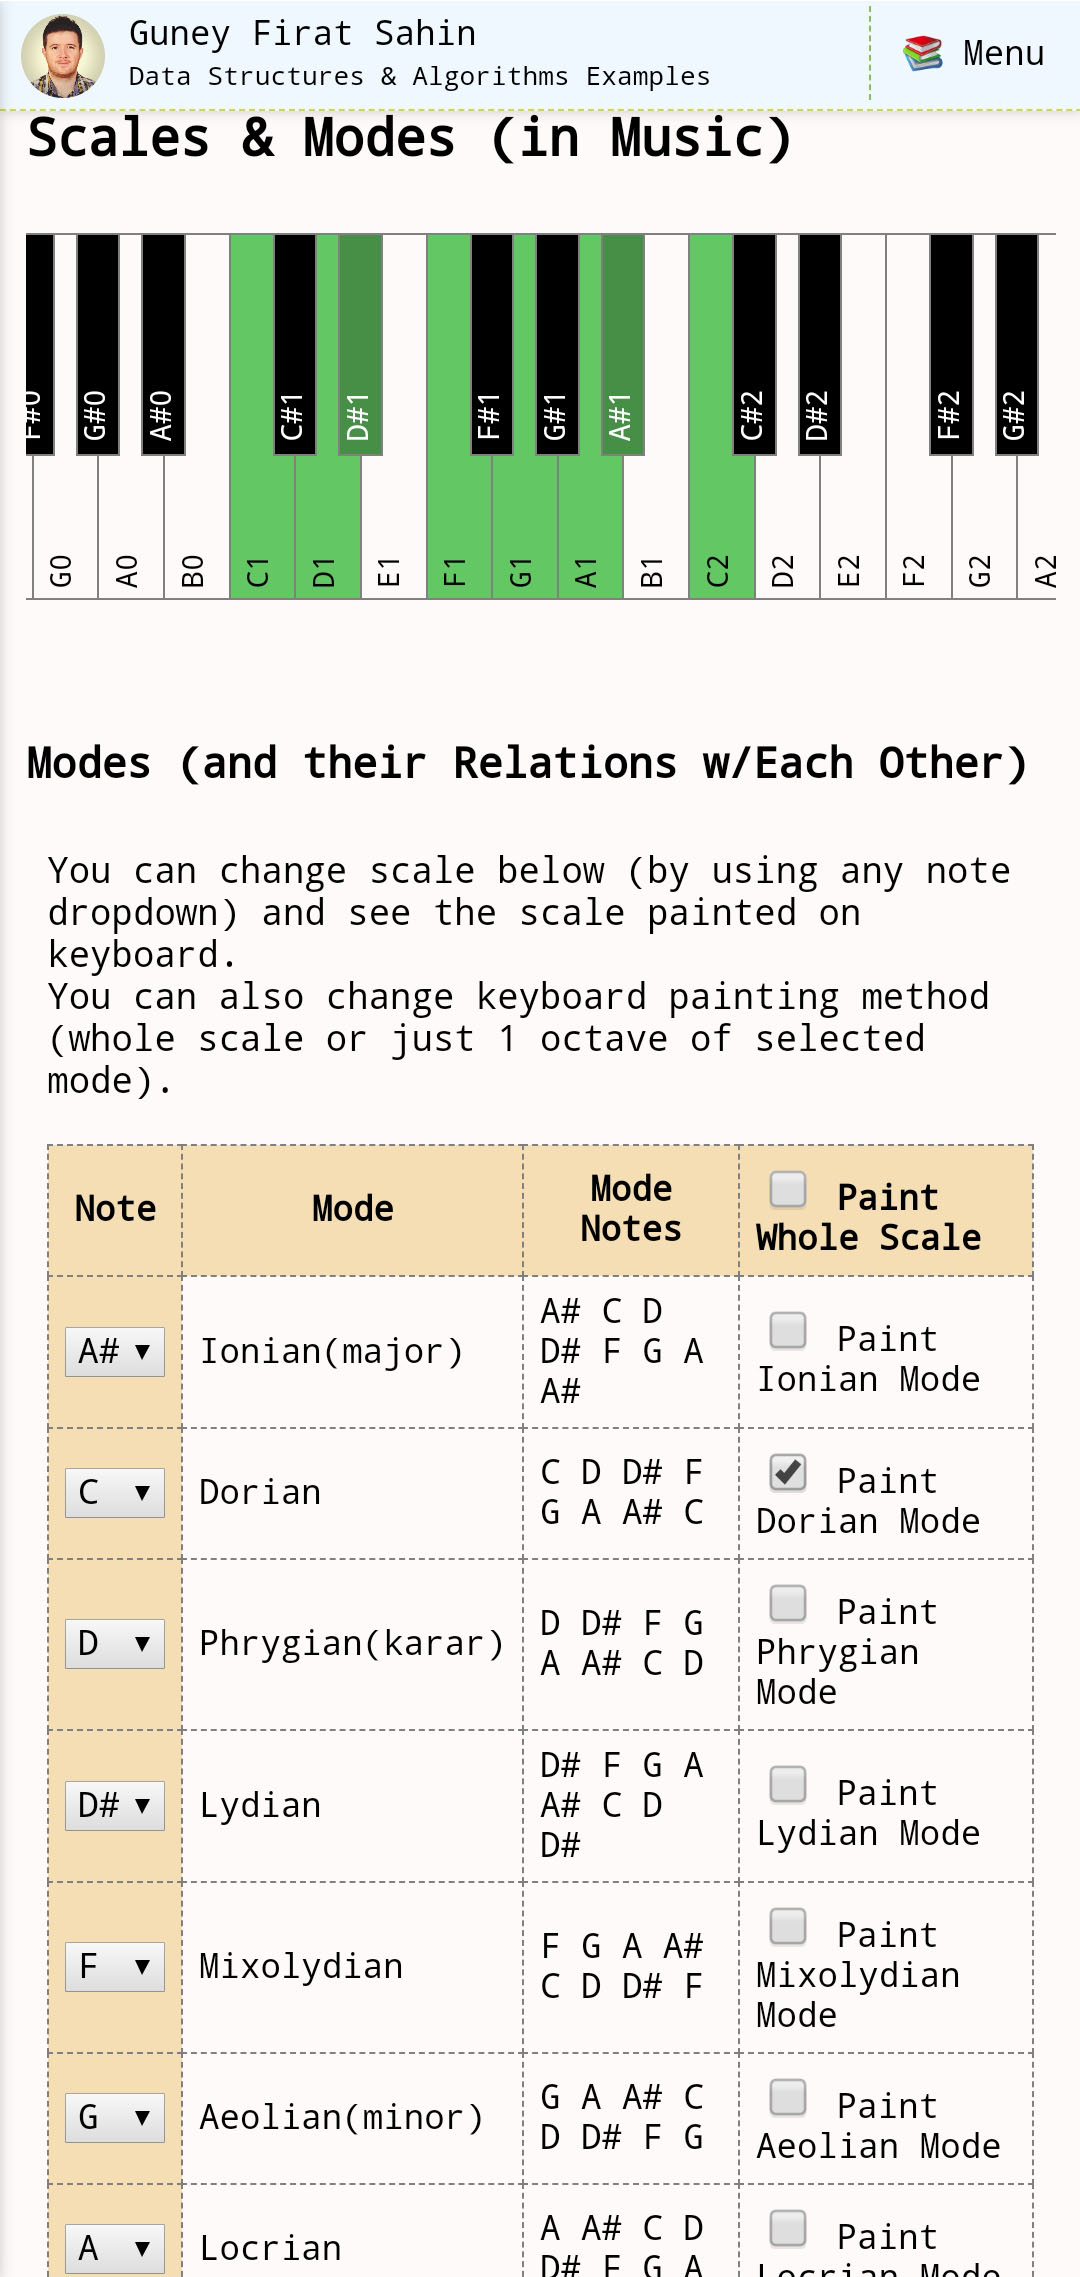 Guney Firat Sahin
Data Structures & Algorithms Examples
Menu
Scales & Modes (in Music)
F#0 G#0 A#0 C#1 D#1 F#1 G#1 A#1 C#2 D#2 F#2 G#2
G0 A0 B0 C1 D1 E1 F1 G1 A1 B1 C2 D2 E2 F2 G2 A2
Modes (and their Relations w/Each Other)
You can change scale below (by using any note
dropdown) and see the scale painted on
keyboard.
You can also change keyboard painting method
(whole scale or just 1 octave of selected
mode).
Note
Mode
Mode
Notes
Paint
Whole Scale
A#
Ionian(major)
A# C D
D# F G A
A#
Paint
Ionian Mode
C
Dorian
C D D# F
G A A# C
Paint
Dorian Mode
D
Phrygian(karar)
D D# F G
A A# C D
Paint
Phrygian
Mode
D#
Lydian
D# F G A
A# C D
D#
Paint
Lydian Mode
F
Mixolydian
F G A A#
C D D# F
Paint
Mixolydian
Mode
G
Aeolian(minor)
G A A# C
D D# F G
Paint
Aeolian Mode
A
Locrian
A A# C D
D# F G A
Paint
Locrian Mode